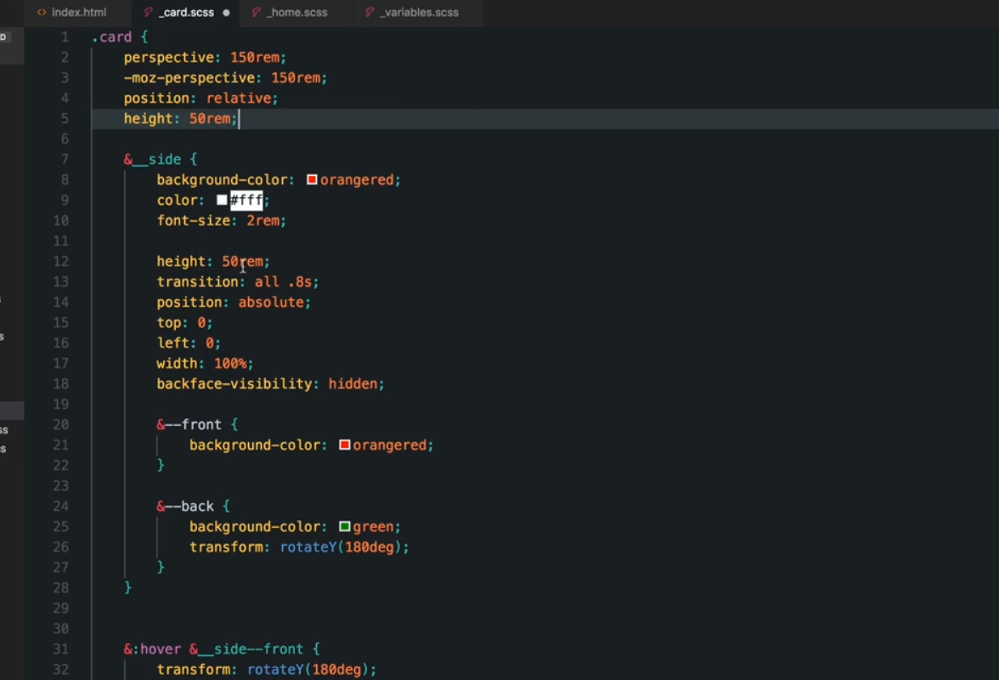 index.html _card.scss _home.scss _variables.scss
D
1 .card {
2 perspective: 150rem;
3 -moz-perspective: 150rem;
4 position: relative;
5 height: 50rem;
6
7 &__side {
8 background-color: orangered;
9 color: #fff;
10 font-size: 2rem;
11
12 height: 50rem;
13 transition: all .8s;
14 position: absolute;
15 top: 0;
16 left: 0;
17 width: 100%;
18 backface-visibility: hidden;
19
20 &--front {
21 background-color: orangered;
22 }
23
24 &--back {
25 background-color: green;
26 transform: rotateY(180deg);
27 }
28 }
29
30
31 &:hover &__side--front {
32 transform: rotateY(180deg);
s
s
ss
s